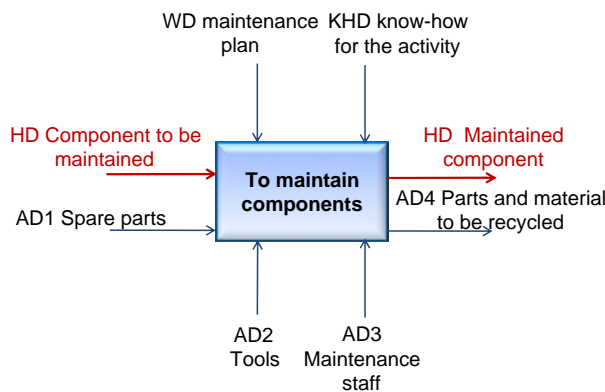 WD maintenance
plan
KHD know-how
for the activity
HD Component to be
maintained
HD  Maintained
component
To maintain
components
AD1 Spare parts
AD4 Parts and material
to be recycled
AD2
Tools
AD3
Maintenance
staff